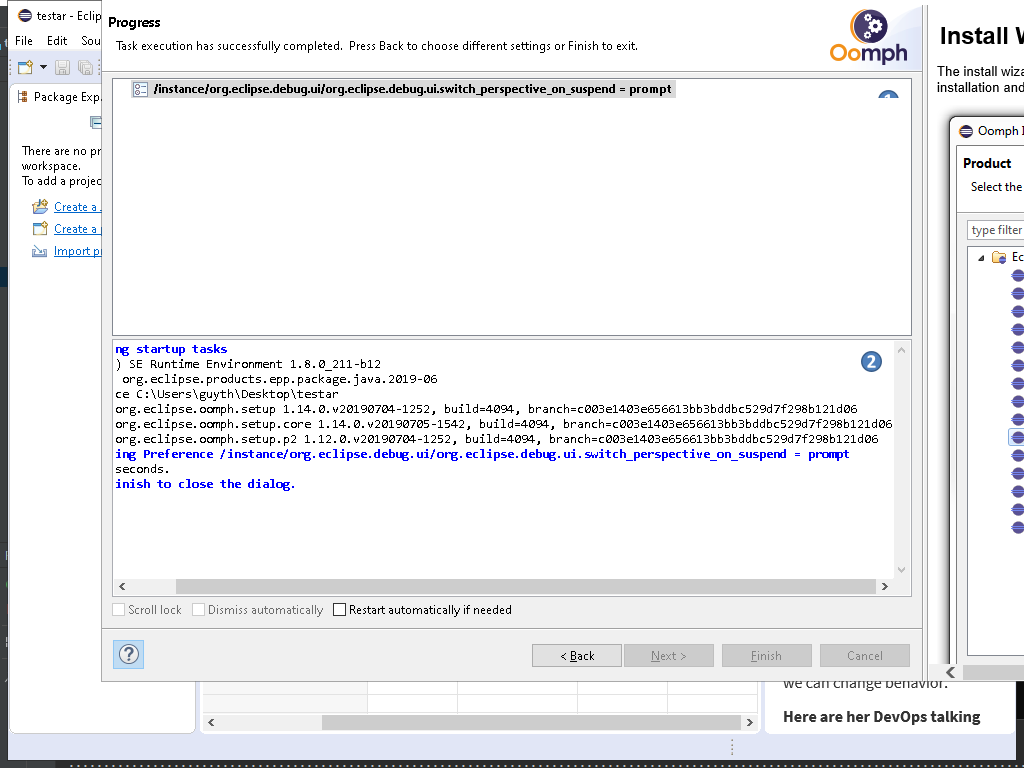 testar - Eclip
File Edit Sou
Package Exp
There are no pr
workspace.
To add a projec
Create a
Create a
Import p
Progress
Task execution has successfully completed. Press Back to choose different settings or Finish to exit.
Oomph
/instance/org.eclipse.debug.ui/org.eclipse.debug.ui.switch_perspective_on_suspend = prompt
ng startup tasks
) SE Runtime Environment 1.8.0_211-b12
org.eclipse.products.epp.package.java.2019-06
ce C:\Users\guyth\Desktop\testar
org.eclipse.oomph.setup 1.14.0.v20190704-1252, build=4094, branch=c003e1403e656613bb3bddbc529d7f298b121d06
org.eclipse.oomph.setup.core 1.14.0.v20190705-1542, build=4094, branch=c003e1403e656613bb3bddbc529d7f298b121d06
org.eclipse.oomph.setup.p2 1.12.0.v20190704-1252, build=4094, branch=c003e1403e656613bb3bddbc529d7f298b121d06
ing Preference /instance/org.eclipse.debug.ui/org.eclipse.debug.ui.switch_perspective_on_suspend = prompt
seconds.
inish to close the dialog.
2
Scroll lock Dismiss automatically Restart automatically if needed
? < Back Next > Finish Cancel
Install W
The install wiza
installation and
Oomph I
Product
Select the
type filter
Ec
we can change behavior.
Here are her DevOps talking